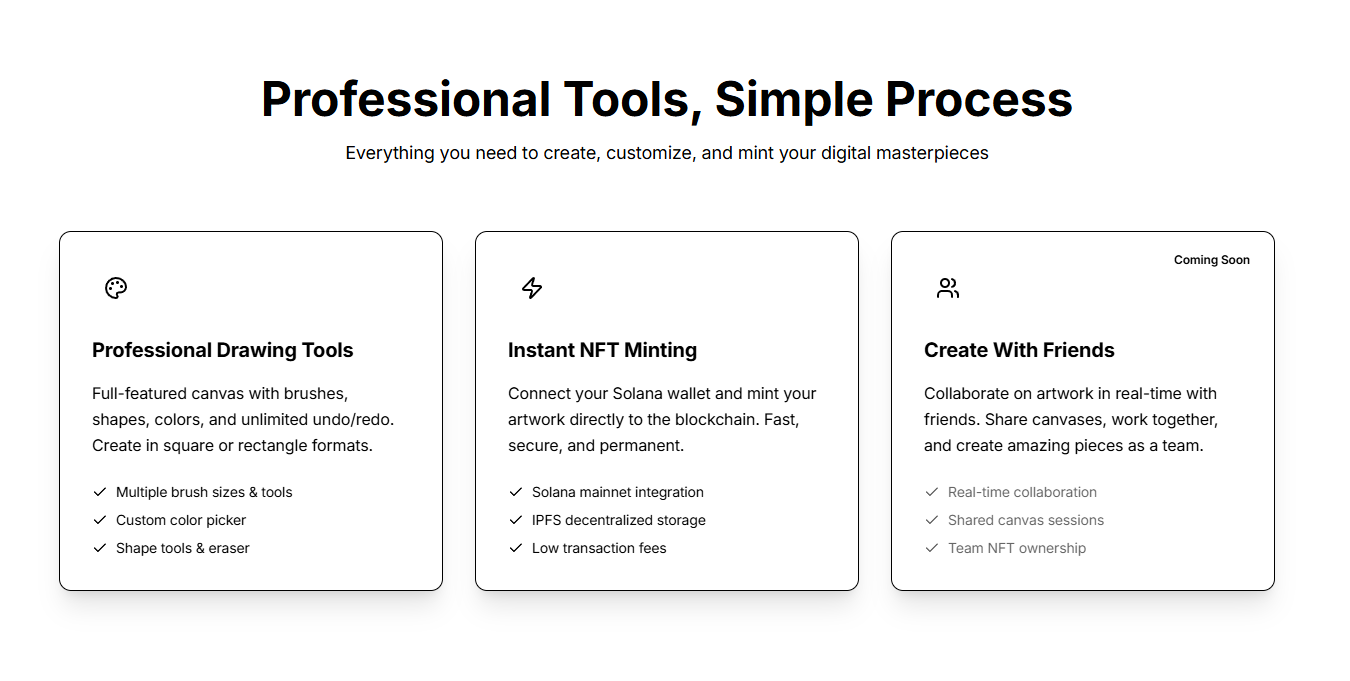 Professional Tools, Simple Process
Everything you need to create, customize, and mint your digital masterpieces
Professional Drawing Tools
Full-featured canvas with brushes,
shapes, colors, and unlimited undo/redo.
Create in square or rectangle formats.
Multiple brush sizes & tools
Custom color picker
Shape tools & eraser
Instant NFT Minting
Connect your Solana wallet and mint your
artwork directly to the blockchain. Fast,
secure, and permanent.
Solana mainnet integration
IPFS decentralized storage
Low transaction fees
Coming Soon
Create With Friends
Collaborate on artwork in real-time with
friends. Share canvases, work together,
and create amazing pieces as a team.
Real-time collaboration
Shared canvas sessions
Team NFT ownership